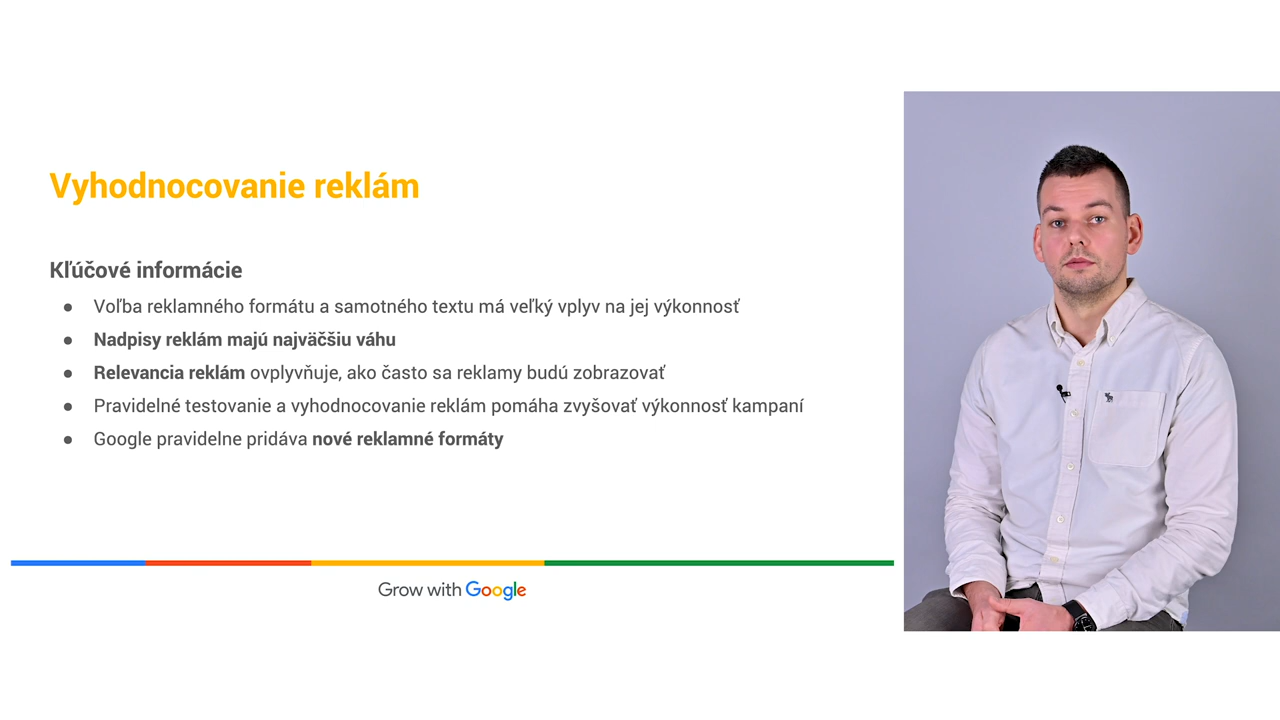 Vyhodnocovanie reklám
Kľúčové informácie
● Voľba reklamného formátu a samotného textu má veľký vplyv na jej výkonnosť
● Nadpisy reklám majú najväčšiu váhu
● Relevancia reklám ovplyvňuje, ako často sa reklamy budú zobrazovať
● Pravidelné testovanie a vyhodnocovanie reklám pomáha zvyšovať výkonnosť kampaní
● Google pravidelne pridáva nové reklamné formáty
Grow with Google